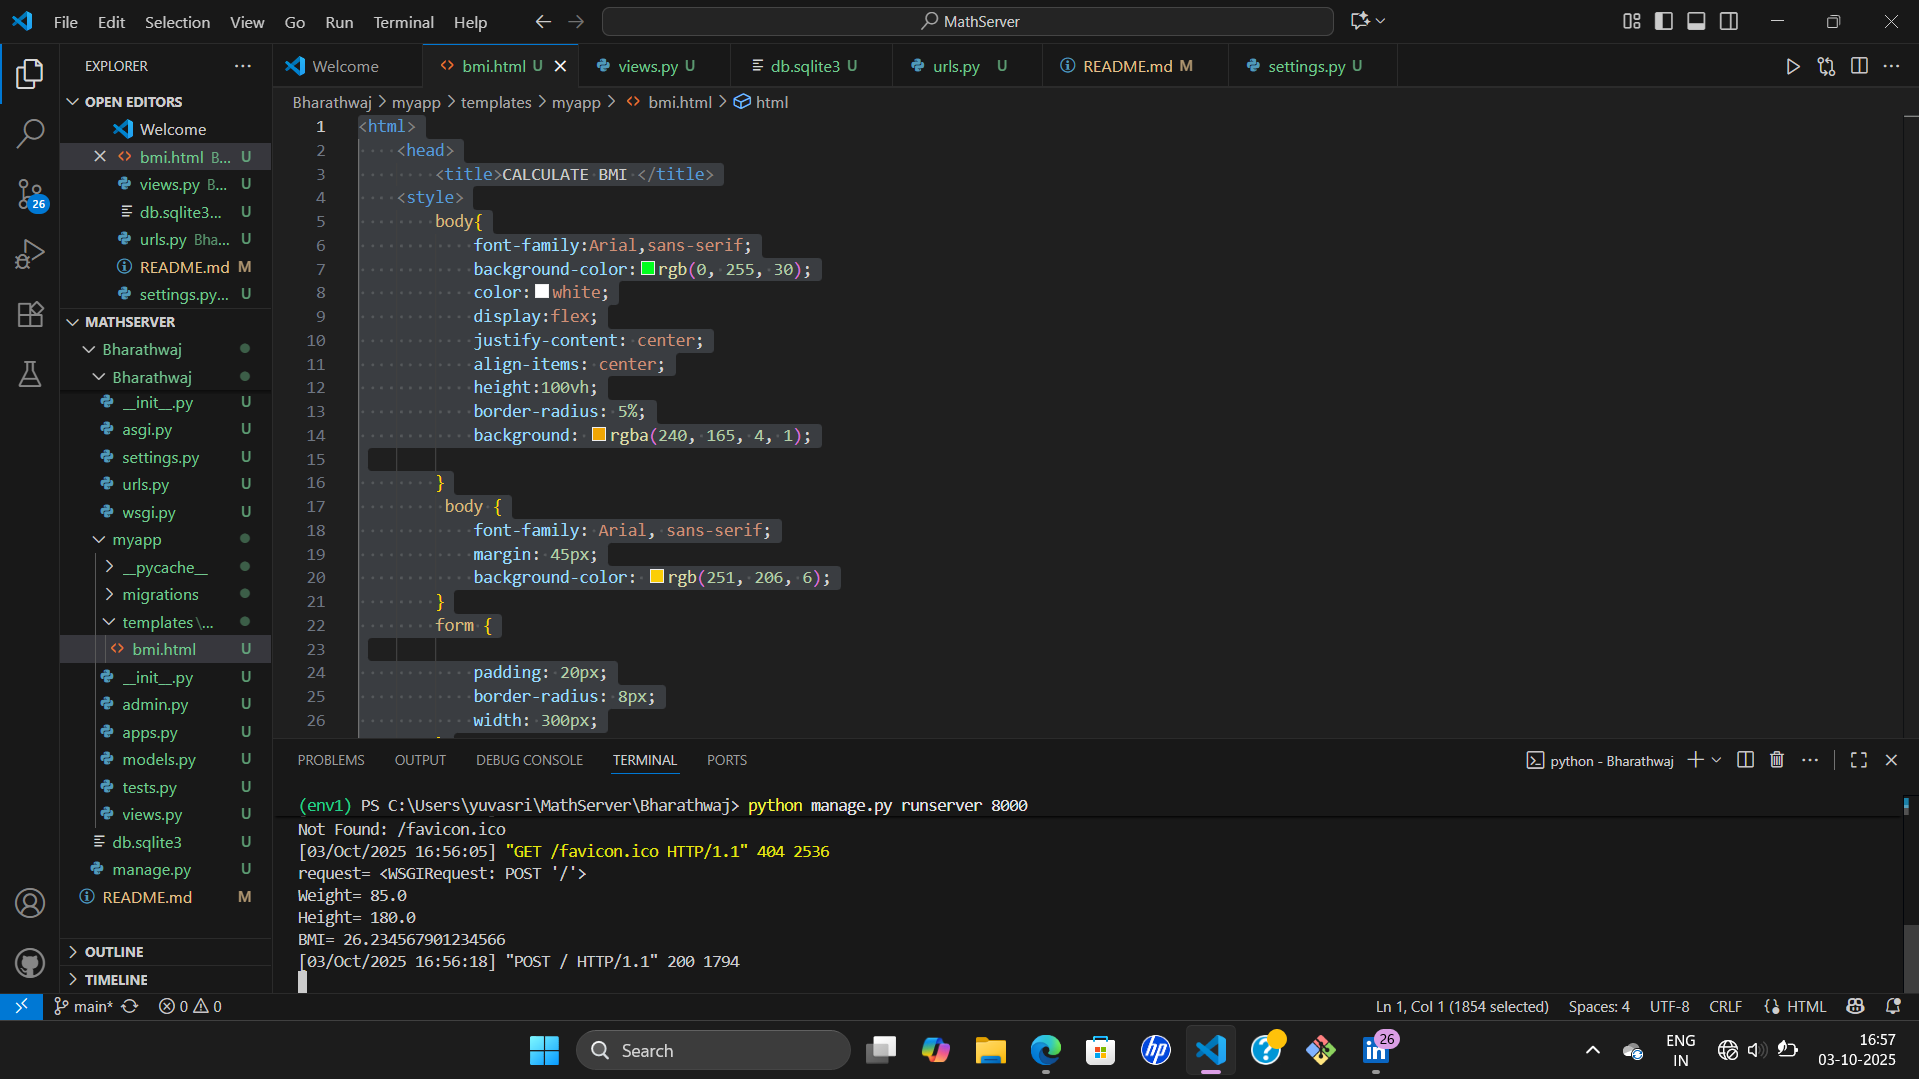 File Edit Selection View Go Run Terminal Help
MathServer
EXPLORER
OPEN EDITORS
Welcome
bmi.html B... U
views.py B... U
db.sqlite3... U
urls.py Bha... U
README.md M
settings.py... U
MATHSERVER
Bharathwaj
Bharathwaj
__init__.py U
asgi.py U
settings.py U
urls.py U
wsgi.py U
myapp
__pycache__
migrations
templates\...
bmi.html U
__init__.py U
admin.py U
apps.py U
models.py U
tests.py U
views.py U
db.sqlite3 U
manage.py U
README.md M
OUTLINE
TIMELINE
26
Welcome bmi.html U views.py U db.sqlite3 U urls.py U README.md M settings.py U
Bharathwaj > myapp > templates > myapp > bmi.html > html
1 <html>
2 <head>
3 <title>CALCULATE BMI </title>
4 <style>
5 body{
6 font-family:Arial,sans-serif;
7 background-color:rgb(0, 255, 30);
8 color:white;
9 display:flex;
10 justify-content: center;
11 align-items: center;
12 height:100vh;
13 border-radius: 5%;
14 background: rgba(240, 165, 4, 1);
15
16 }
17 body {
18 font-family: Arial, sans-serif;
19 margin: 45px;
20 background-color: rgb(251, 206, 6);
21 }
22 form {
23
24 padding: 20px;
25 border-radius: 8px;
26 width: 300px;
PROBLEMS OUTPUT DEBUG CONSOLE TERMINAL PORTS
python - Bharathwaj
(env1) PS C:\Users\yuvasri\MathServer\Bharathwaj> python manage.py runserver 8000
Not Found: /favicon.ico
[03/Oct/2025 16:56:05] "GET /favicon.ico HTTP/1.1" 404 2536
request= <WSGIRequest: POST '/'>
Weight= 85.0
Height= 180.0
BMI= 26.234567901234566
[03/Oct/2025 16:56:18] "POST / HTTP/1.1" 200 1794
main* 0 0
Ln 1, Col 1 (1854 selected) Spaces: 4 UTF-8 CRLF {} HTML
Search
hp
in
26
ENG
IN
16:57
03-10-2025